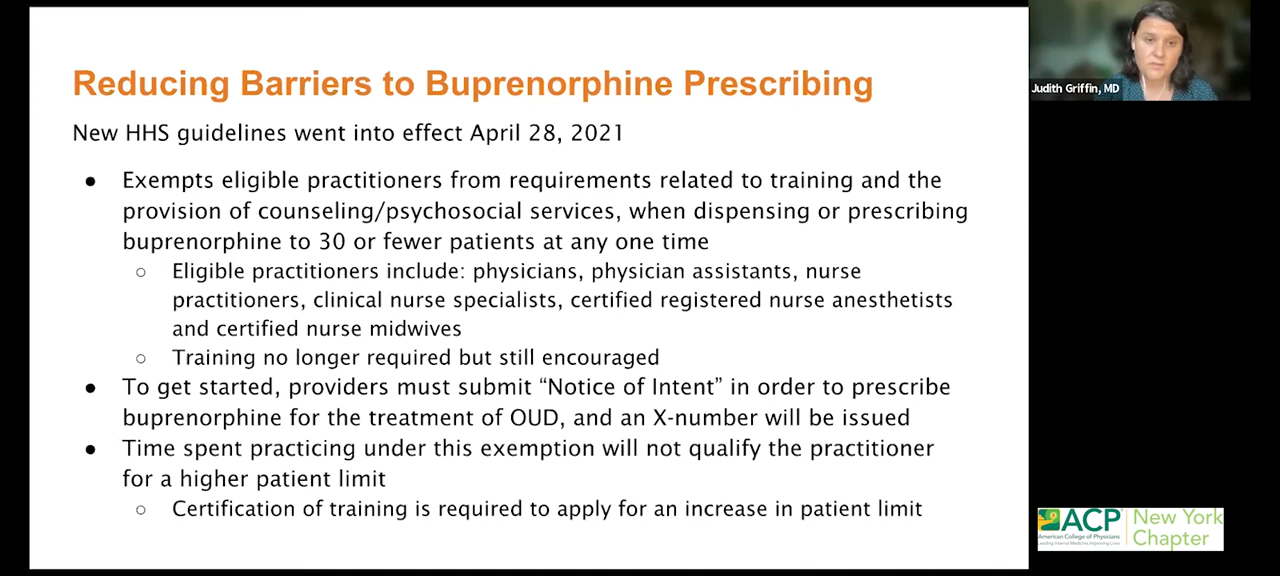 Reducing Barriers to Buprenorphine Prescribing
New HHS guidelines went into effect April 28, 2021
● Exempts eligible practitioners from requirements related to training and the
provision of counseling/psychosocial services, when dispensing or prescribing
buprenorphine to 30 or fewer patients at any one time
○ Eligible practitioners include: physicians, physician assistants, nurse
practitioners, clinical nurse specialists, certified registered nurse anesthetists
and certified nurse midwives
○ Training no longer required but still encouraged
● To get started, providers must submit “Notice of Intent” in order to prescribe
buprenorphine for the treatment of OUD, and an X-number will be issued
● Time spent practicing under this exemption will not qualify the practitioner
for a higher patient limit
○ Certification of training is required to apply for an increase in patient limit
Judith Griffin, MD
ACP
American College of Physicians
Leading Internal Medicine, Improving Lives
New York
Chapter